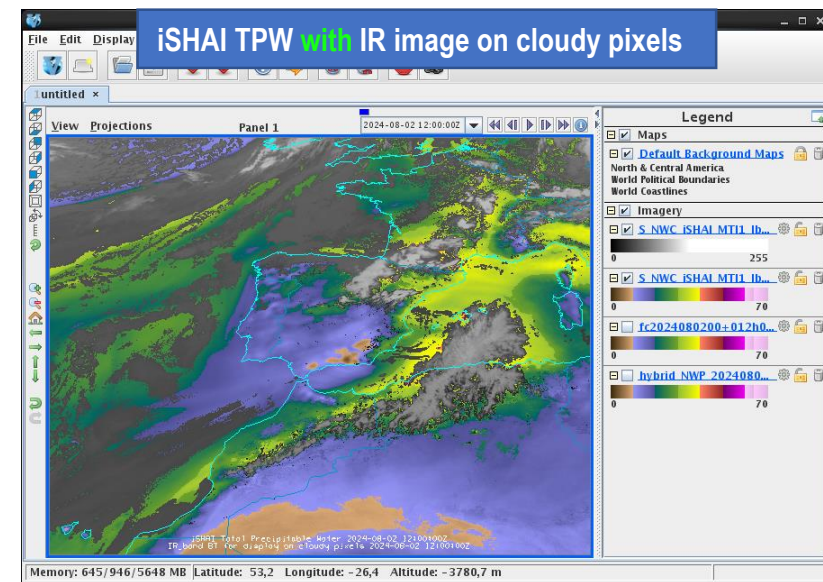 iSHAI TPW with IR image on cloudy pixels
File Edit Display
untitled ×
View Projections
Panel 1
2024-08-02 12:00:00Z
Legend
Maps
Default Background Maps
North & Central America
World Political Boundaries
World Coastlines
Imagery
S_NWC_iSHAI_MTI1_Ib...
0 255
S_NWC_iSHAI_MTI1_Ib...
0 70
fc2024080200+012h0...
0 70
hybrid_NWP_2024080...
0 70
iSHAI Total Precipitable Water 2024-08-02 12:00:00Z
IR_band BT for display on cloudy pixels 2024-08-02 12:00:00Z
Memory: 645/946/5648 MB Latitude: 53,2 Longitude: -26,4 Altitude: -3780,7 m